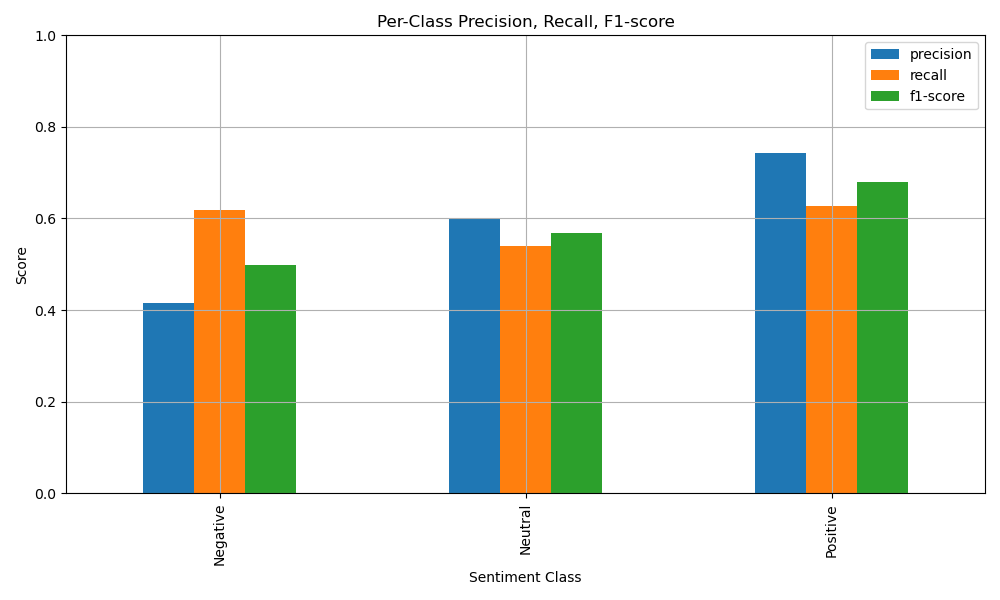 Per-Class Precision, Recall, F1-score
precision
recall
f1-score
1.0
0.8
0.6
0.4
0.2
0.0
Score
Negative
Neutral
Positive
Sentiment Class